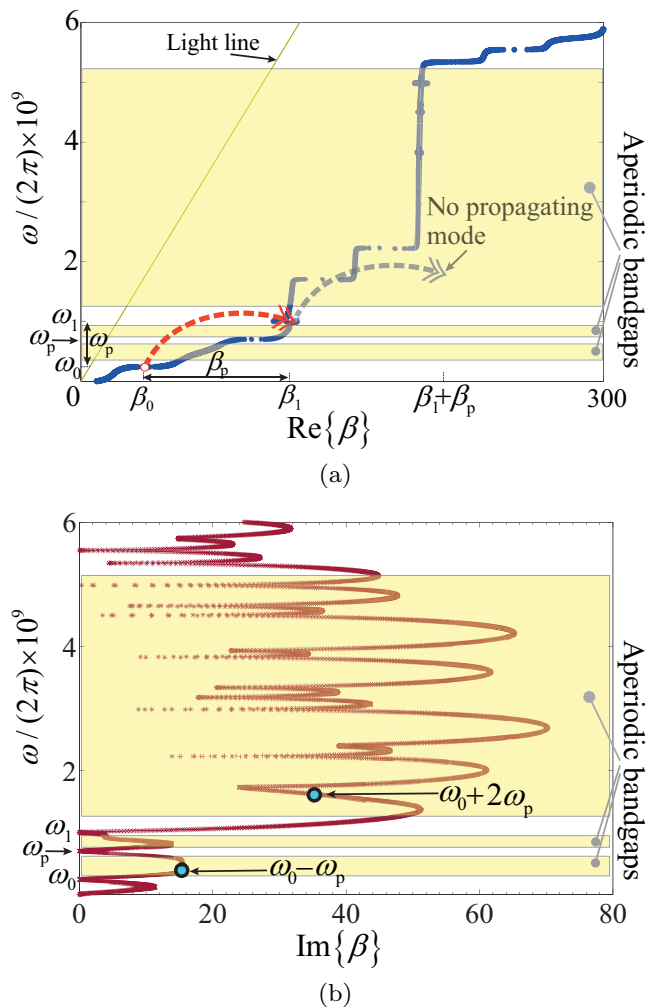 6
Light line
ω / (2π)×10⁹
4
No propagating
mode
2
ω₁
ωₚ
ωₚ
ω₀
βₚ
0
β₀
β₁
β₁+βₚ
300
Re{β}
Aperiodic bandgaps
(a)
6
ω / (2π)×10⁹
4
2
ω₀+2ωₚ
ω₁
ωₚ
ω₀−ωₚ
ω₀
0
20
40
60
80
Im{β}
Aperiodic bandgaps
(b)